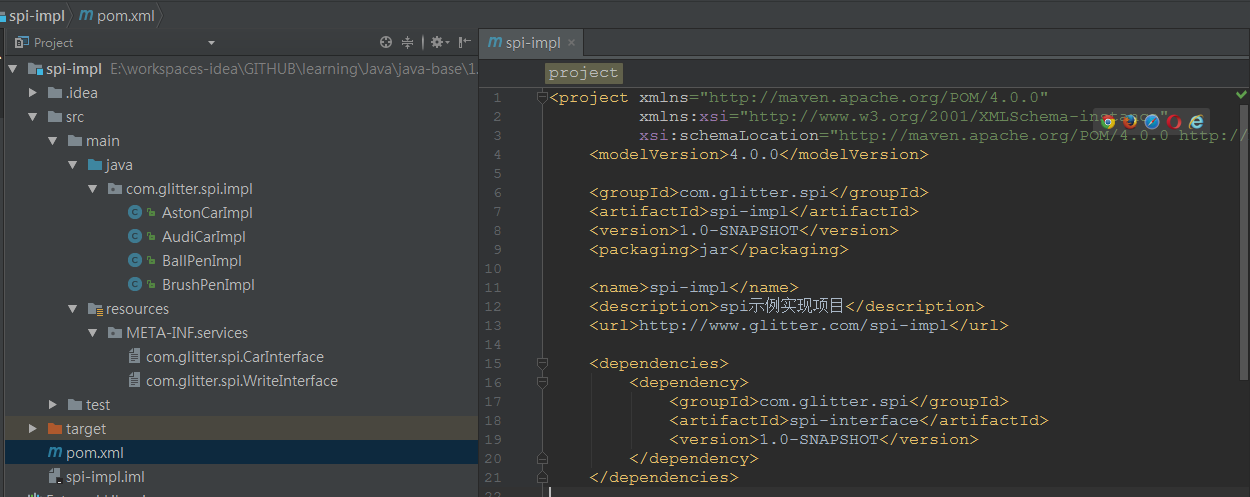 spi-impl pom.xml
Project
spi-impl E:\workspaces-idea\GITHUB\learning\Java\java-base\1.
.idea
src
main
java
com.glitter.spi.impl
AstonCarImpl
AudiCarImpl
BallPenImpl
BrushPenImpl
resources
META-INF.services
com.glitter.spi.CarInterface
com.glitter.spi.WriteInterface
test
target
pom.xml
spi-impl.iml
spi-impl
project
1 <project xmlns="http://maven.apache.org/POM/4.0.0"
2 xmlns:xsi="http://www.w3.org/2001/XMLSchema-instance"
3 xsi:schemaLocation="http://maven.apache.org/POM/4.0.0 http://
4 <modelVersion>4.0.0</modelVersion>
5
6 <groupId>com.glitter.spi</groupId>
7 <artifactId>spi-impl</artifactId>
8 <version>1.0-SNAPSHOT</version>
9 <packaging>jar</packaging>
10
11 <name>spi-impl</name>
12 <description>spi示例实现项目</description>
13 <url>http://www.glitter.com/spi-impl</url>
14
15 <dependencies>
16 <dependency>
17 <groupId>com.glitter.spi</groupId>
18 <artifactId>spi-interface</artifactId>
19 <version>1.0-SNAPSHOT</version>
20 </dependency>
21 </dependencies>